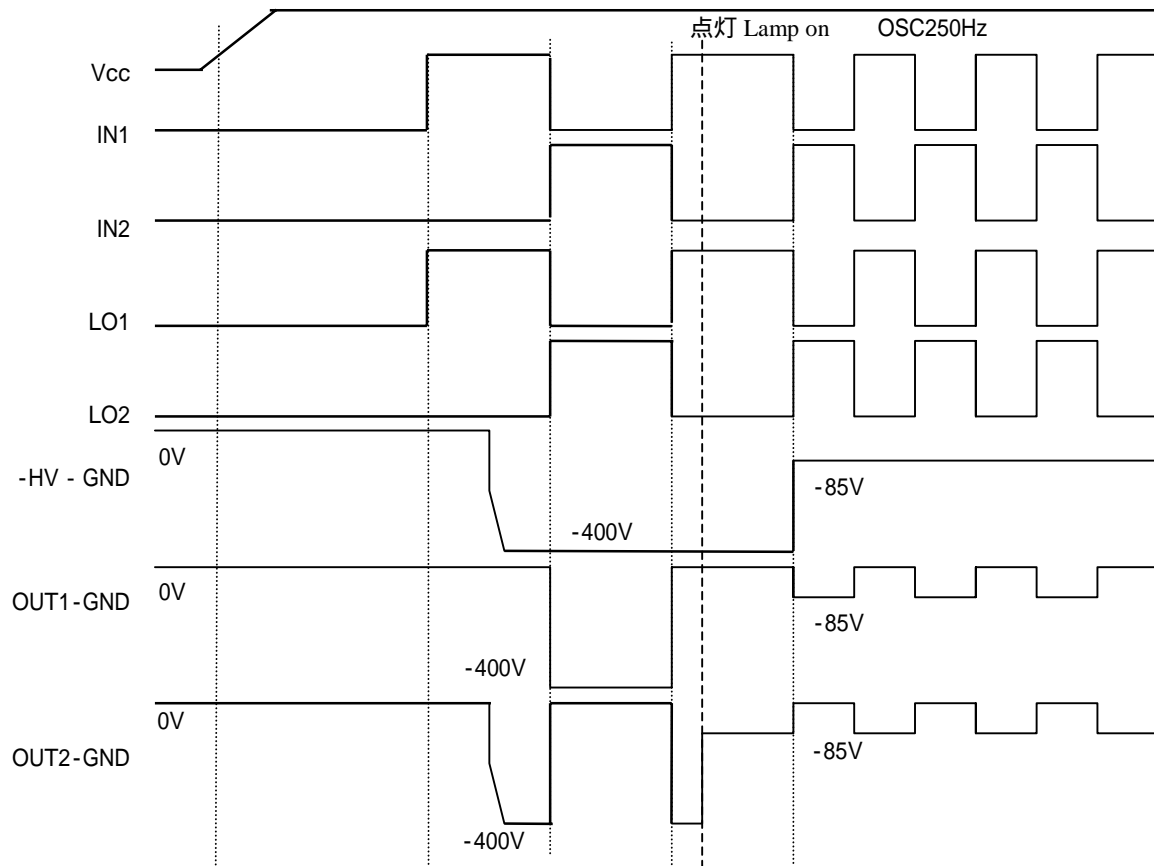 点灯 Lamp on OSC250Hz
Vcc
IN1
IN2
LO1
LO2
0V
-HV - GND
-85V
-400V
0V
OUT1-GND
-85V
-400V
0V
OUT2-GND
-85V
-400V